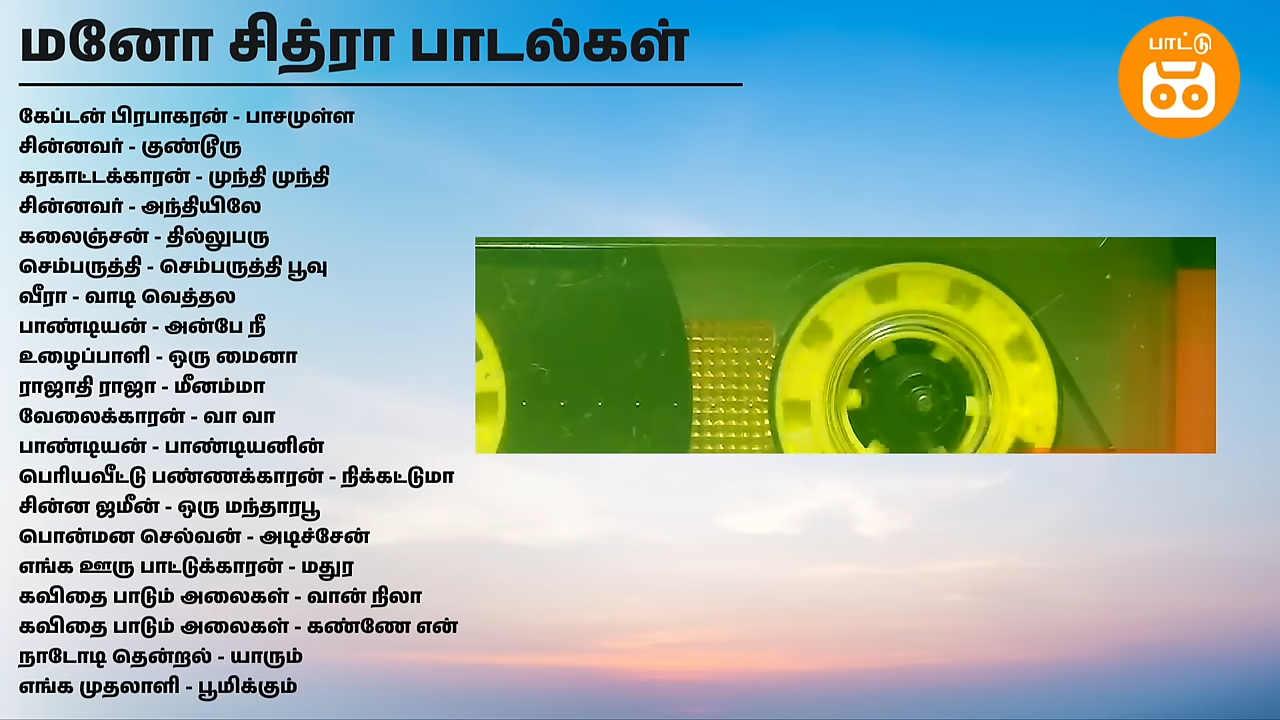 மனோ சித்ரா பாடல்கள்
பாட்டு
கேப்டன் பிரபாகரன் - பாசமுள்ள
சின்னவர் - குண்டூரு
கரகாட்டக்காரன் - முந்தி முந்தி
சின்னவர் - அந்தியிலே
கலைஞ்சன் - தில்லுபரு
செம்பருத்தி - செம்பருத்தி பூவு
வீரா - வாடி வெத்தல
பாண்டியன் - அன்பே நீ
உழைப்பாளி - ஒரு மைனா
ராஜாதி ராஜா - மீனம்மா
வேலைக்காரன் - வா வா
பாண்டியன் - பாண்டியனின்
பெரியவீட்டு பண்ணக்காரன் - நிக்கட்டுமா
சின்ன ஜமீன் - ஒரு மந்தாரபூ
பொன்மன செல்வன் - அடிச்சேன்
எங்க ஊரு பாட்டுக்காரன் - மதுர
கவிதை பாடும் அலைகள் - வான் நிலா
கவிதை பாடும் அலைகள் - கண்ணே என்
நாடோடி தென்றல் - யாரும்
எங்க முதலாளி - பூமிக்கும்